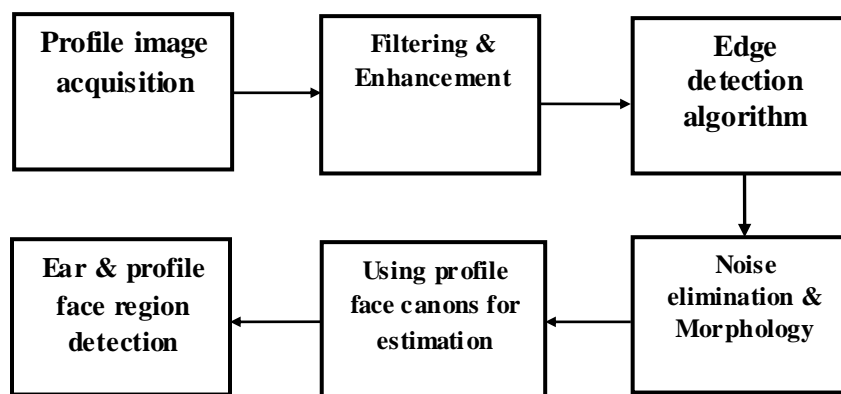 Profile image
acquisition
Filtering &
Enhancement
Edge
detection
algorithm
Noise
elimination &
Morphology
Using profile
face canons for
estimation
Ear & profile
face region
detection